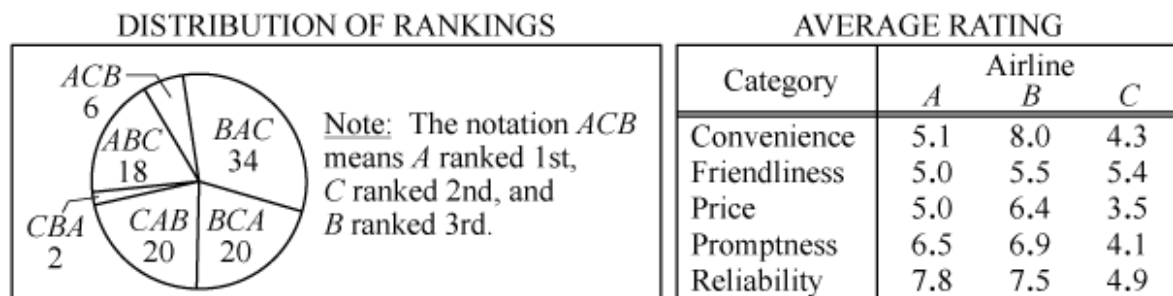 DISTRIBUTION OF RANKINGS
ACB
6
ABC
18
BAC
34
CBA
2
CAB
20
BCA
20
Note: The notation ACB
means A ranked 1st,
C ranked 2nd, and
B ranked 3rd.
AVERAGE RATING
Category Airline
A B C
Convenience 5.1 8.0 4.3
Friendliness 5.0 5.5 5.4
Price 5.0 6.4 3.5
Promptness 6.5 6.9 4.1
Reliability 7.8 7.5 4.9